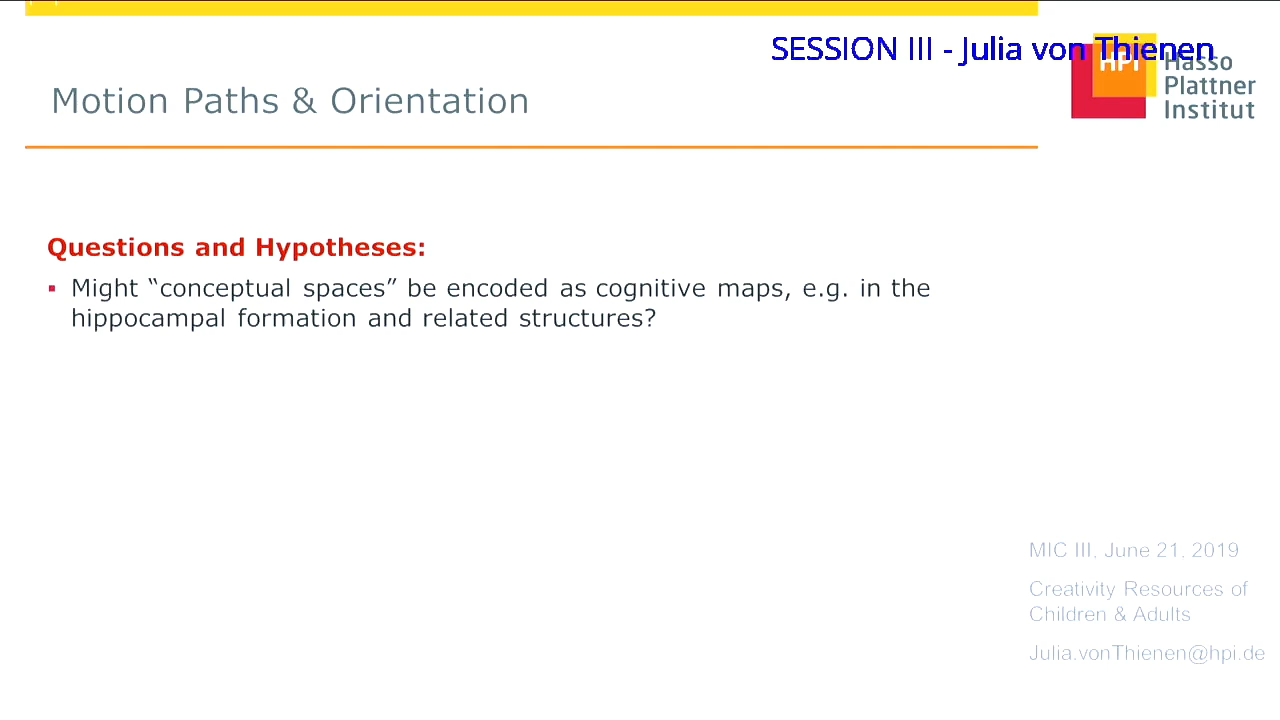 SESSION III - Julia von Thienen
HPI
Hasso
Plattner
Institut
Motion Paths & Orientation
Questions and Hypotheses:
▪ Might “conceptual spaces” be encoded as cognitive maps, e.g. in the
hippocampal formation and related structures?
MIC III, June 21, 2019
Creativity Resources of
Children & Adults
Julia.vonThienen@hpi.de